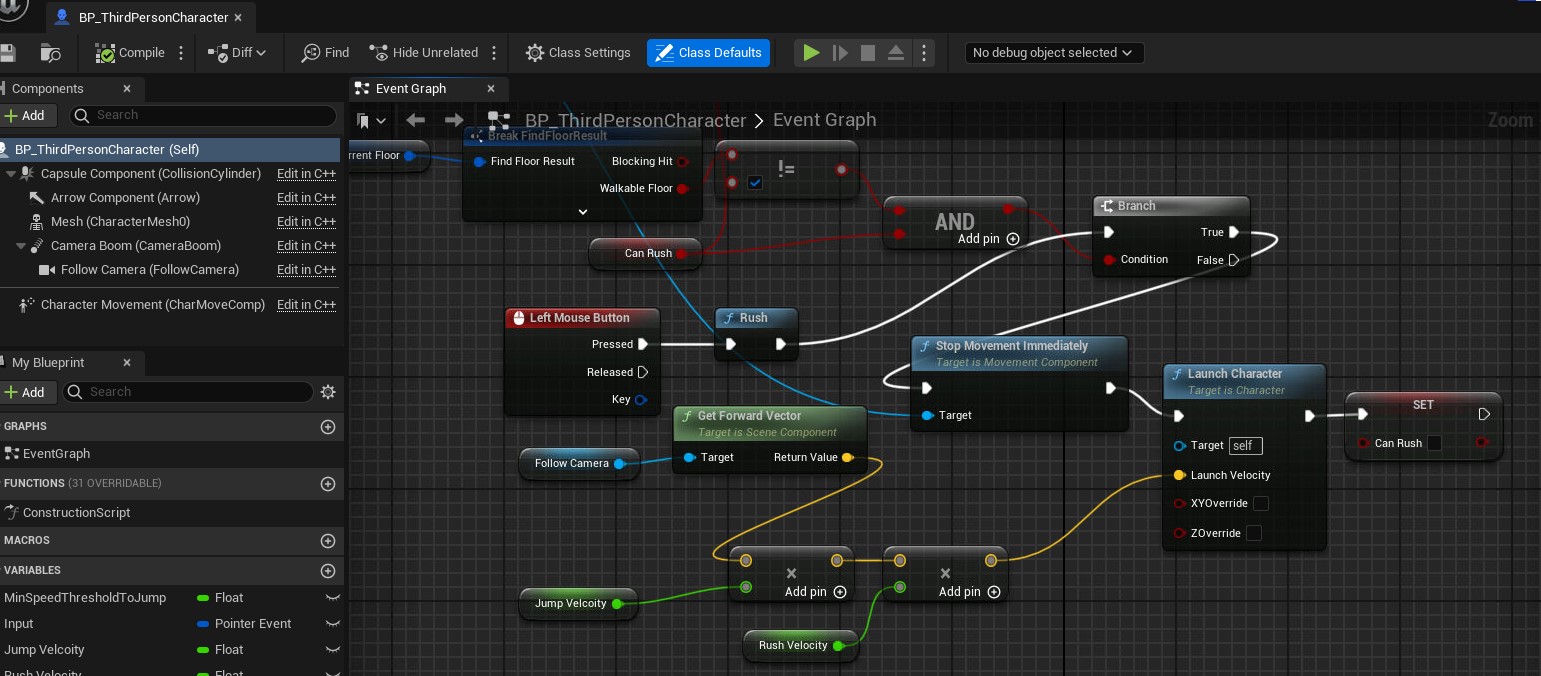 BP_ThirdPersonCharacter
Compile
Diff
Find
Hide Unrelated
Class Settings
Class Defaults
No debug object selected
Components
Add
Search
BP_ThirdPersonCharacter (Self)
Capsule Component (CollisionCylinder) Edit in C++
Arrow Component (Arrow) Edit in C++
Mesh (CharacterMesh0) Edit in C++
Camera Boom (CameraBoom) Edit in C++
Follow Camera (FollowCamera) Edit in C++
Character Movement (CharMoveComp) Edit in C++
My Blueprint
Add
Search
GRAPHS
EventGraph
FUNCTIONS (31 OVERRIDABLE)
ConstructionScript
MACROS
VARIABLES
MinSpeedThresholdToJump Float
Input Pointer Event
Jump Velcoity Float
Rush Velocity Float
Event Graph
BP_ThirdPersonCharacter > Event Graph
Zoom
rrent Floor
Break FindFloorResult
Find Floor Result
Blocking Hit
Walkable Floor
!=
Can Rush
AND
Add pin
Branch
True
Condition
False
Left Mouse Button
Pressed
Released
Key
Rush
Stop Movement Immediately
Target is Movement Component
Target
Get Forward Vector
Target is Scene Component
Target
Return Value
Follow Camera
Launch Character
Target is Character
Target self
Launch Velocity
XYOverride
ZOverride
SET
Can Rush
×
Add pin
×
Add pin
Jump Velcoity
Rush Velocity